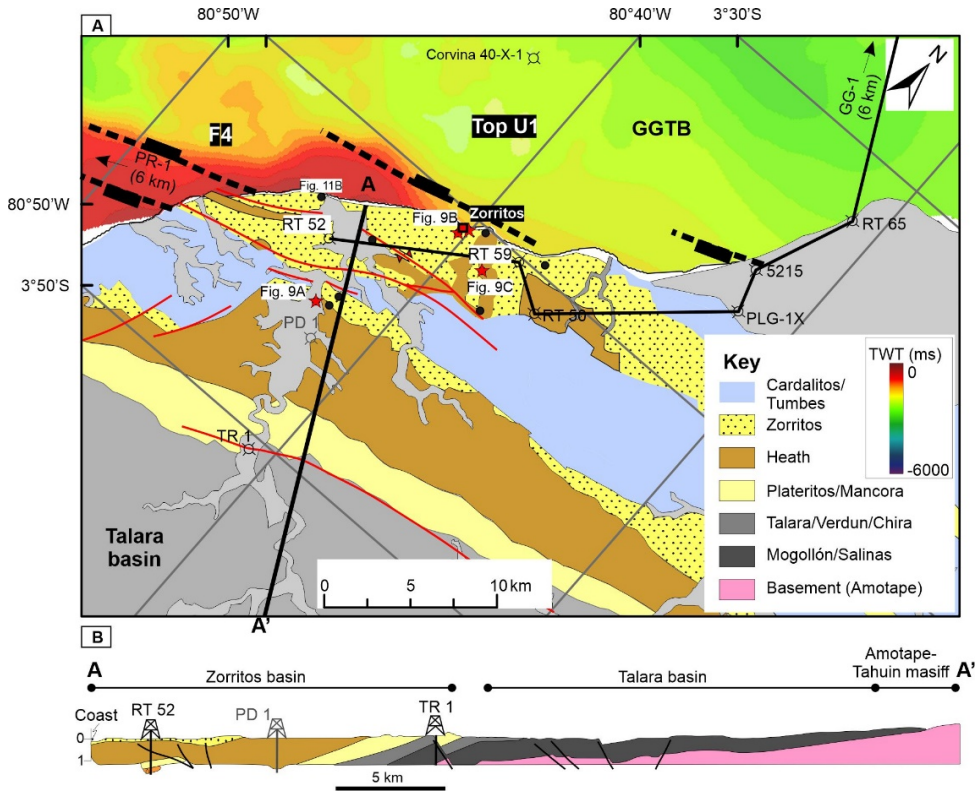 A
80°50'W
80°40'W
3°30'S
Corvina 40-X-1
N
GG-1
(6 km)
F4
Top U1
GGTB
PR-1
(6 km)
Fig. 11B
A
80°50'W
RT 52
Fig. 9B
Zorritos
RT 65
RT 59
5215
3°50'S
Fig. 9A
Fig. 9C
RT 50
PLG-1X
PD 1
Key
TWT (ms)
0
-6000
Cardalitos/
Tumbes
Zorritos
Heath
Plateritos/Mancora
Talara/Verdun/Chira
Mogollón/Salinas
Basement (Amotape)
TR 1
Talara
basin
0 5 10 km
A'
B
A
Zorritos basin
Talara basin
Amotape-
Tahuin masiff
A'
Coast
RT 52
PD 1
TR 1
0
1
5 km